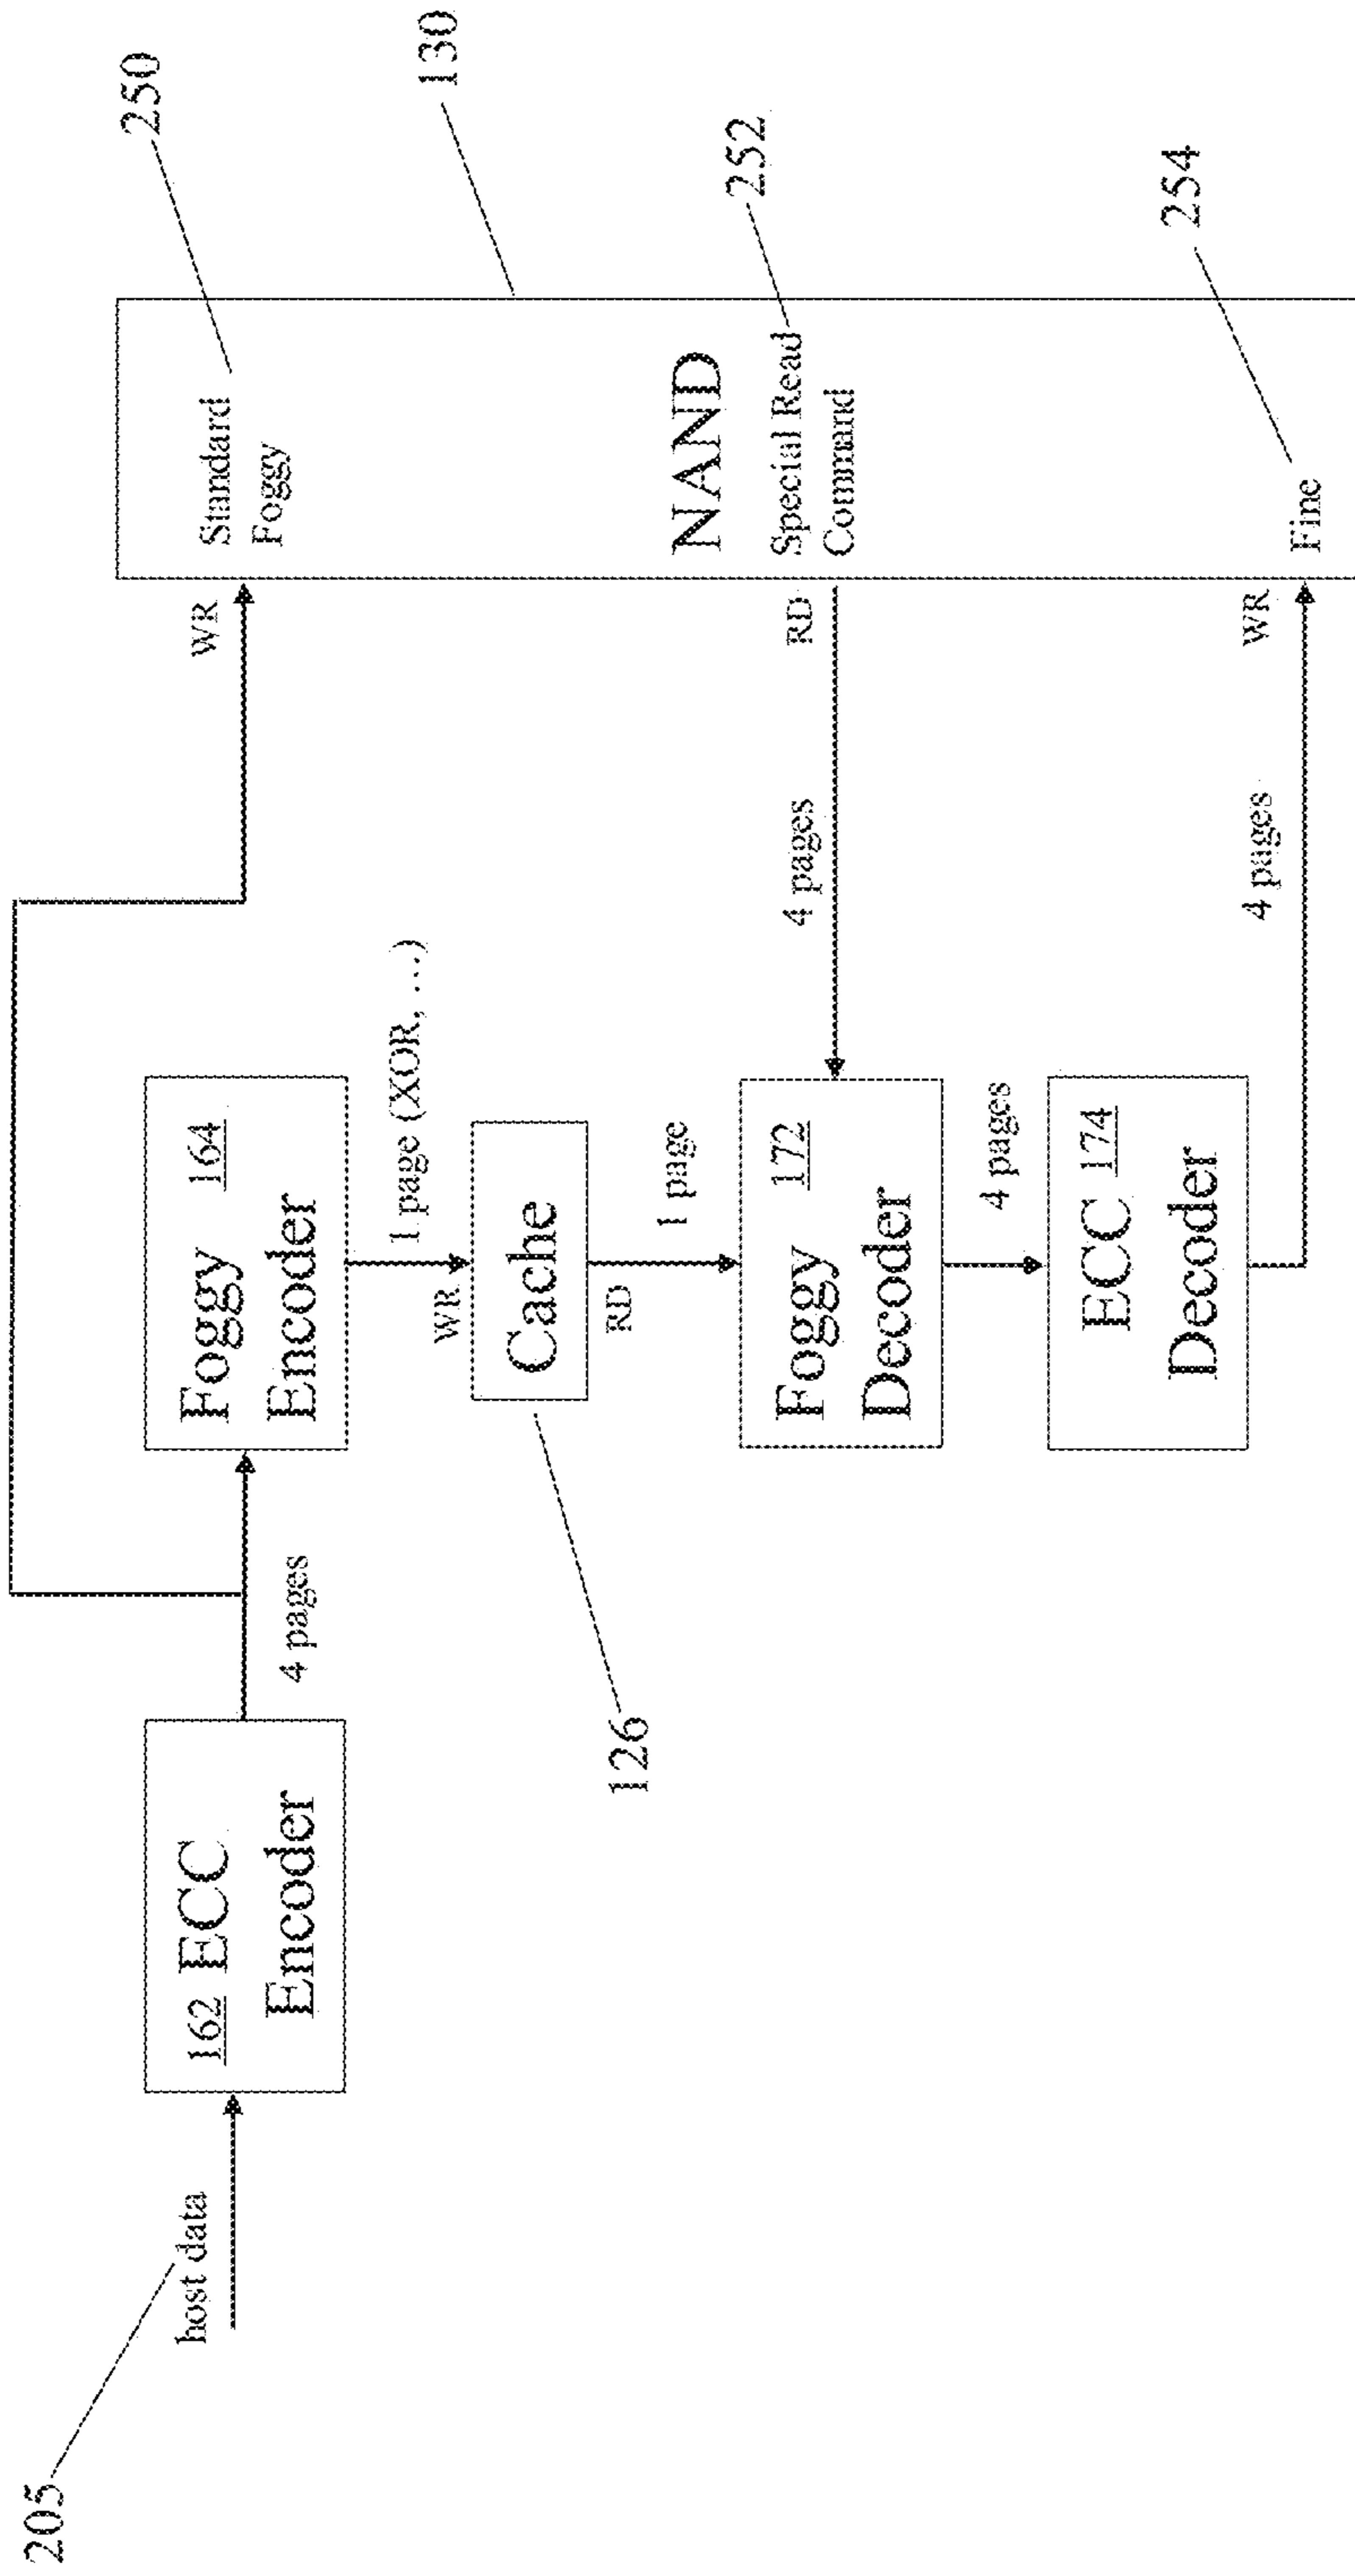 205
host data
162 ECC
Encoder
4 pages
Foggy 164
Encoder
1 page (XOR, ...)
WR
Cache
126
RD
1 page
Foggy 172
Decoder
4 pages
ECC 174
Decoder
WR
Standard
Foggy
250
130
NAND
Special Read
Command
252
RD
4 pages
4 pages
WR
Fine
254